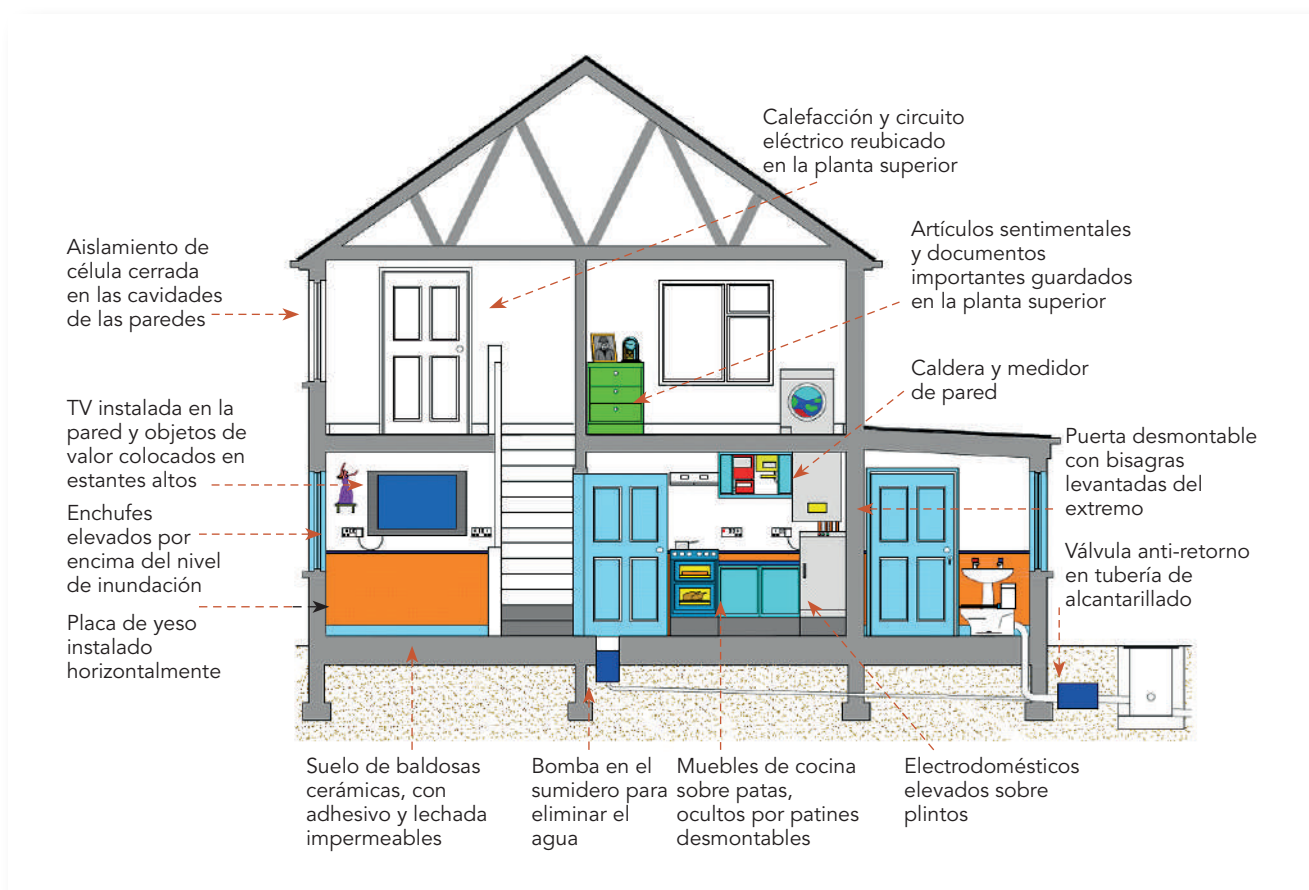 Calefacción y circuito
eléctrico reubicado
en la planta superior
Artículos sentimentales
y documentos
importantes guardados
en la planta superior
Aislamiento de
célula cerrada
en las cavidades
de las paredes
Caldera y medidor
de pared
TV instalada en la
pared y objetos de
valor colocados en
estantes altos
Puerta desmontable
con bisagras
levantadas del
extremo
Enchufes
elevados por
encima del nivel
de inundación
Válvula anti-retorno
en tubería de
alcantarillado
Placa de yeso
instalado
horizontalmente
Suelo de baldosas
cerámicas, con
adhesivo y lechada
impermeables
Bomba en el
sumidero para
eliminar el
agua
Muebles de cocina
sobre patas,
ocultos por patines
desmontables
Electrodomésticos
elevados sobre
plintos